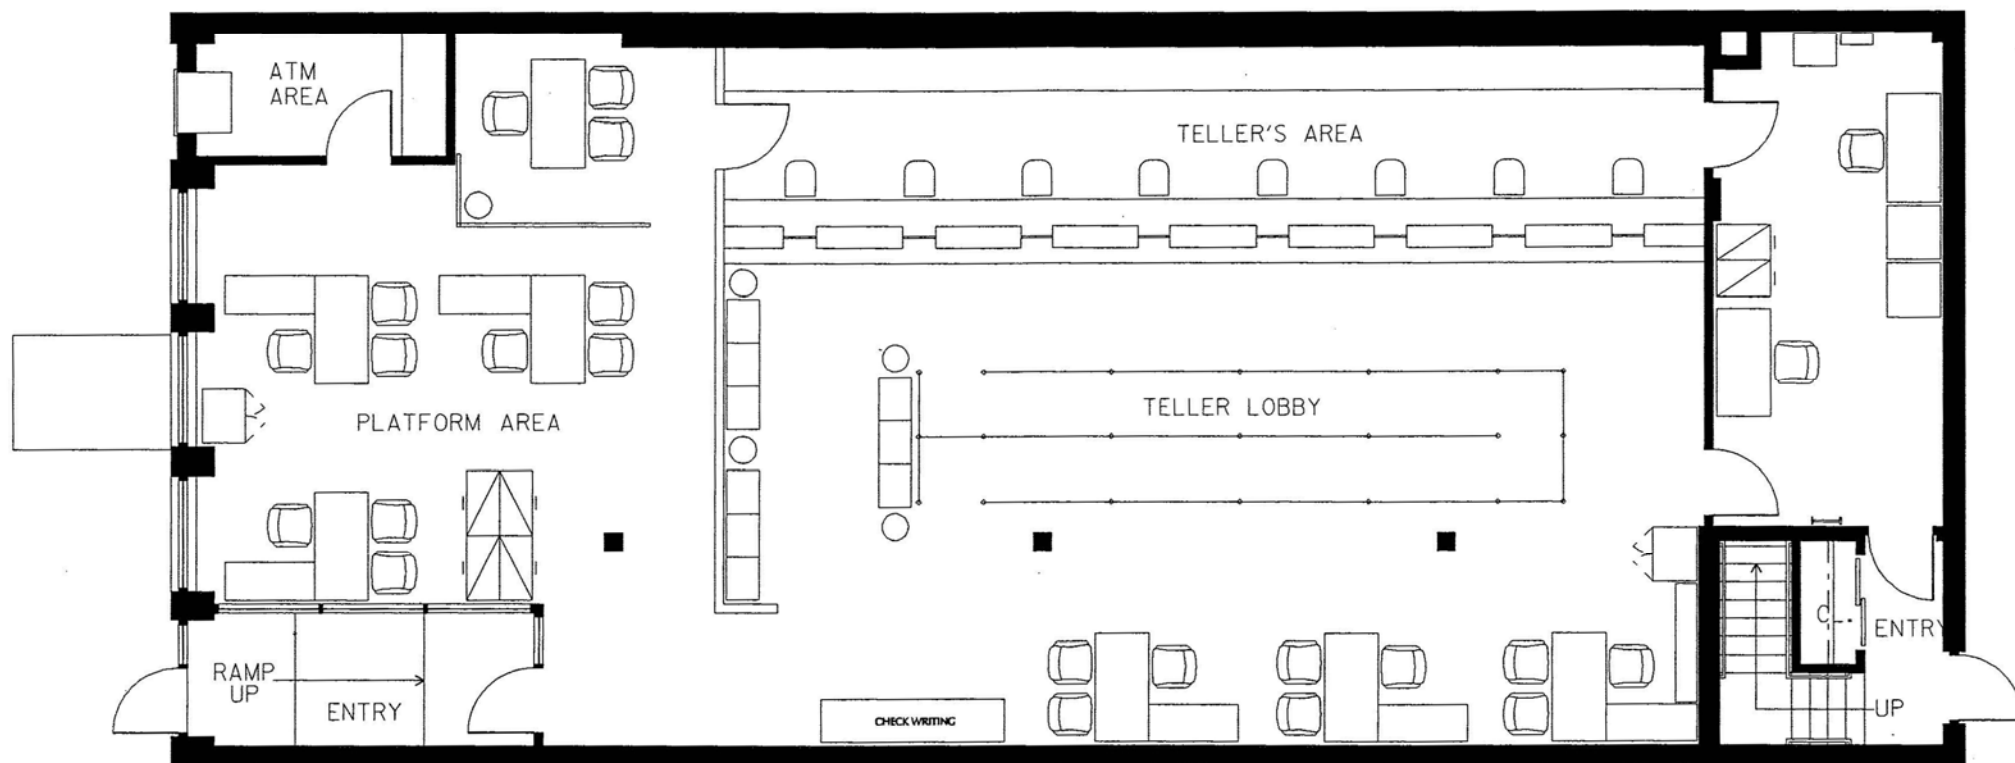 ATM
AREA
TELLER'S AREA
PLATFORM AREA
TELLER LOBBY
RAMP
UP
ENTRY
CHECK WRITING
C
ENTRY
UP